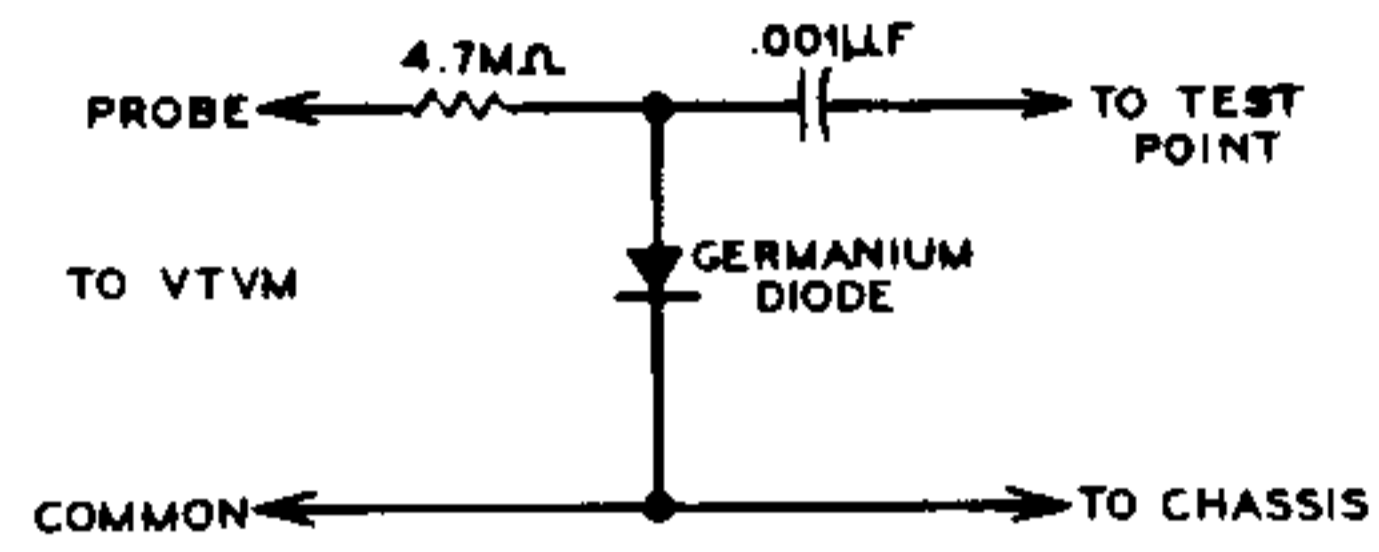 4.7MΩ
.001µF
PROBE
TO TEST
POINT
GERMANIUM
DIODE
TO VTVM
COMMON
TO CHASSIS